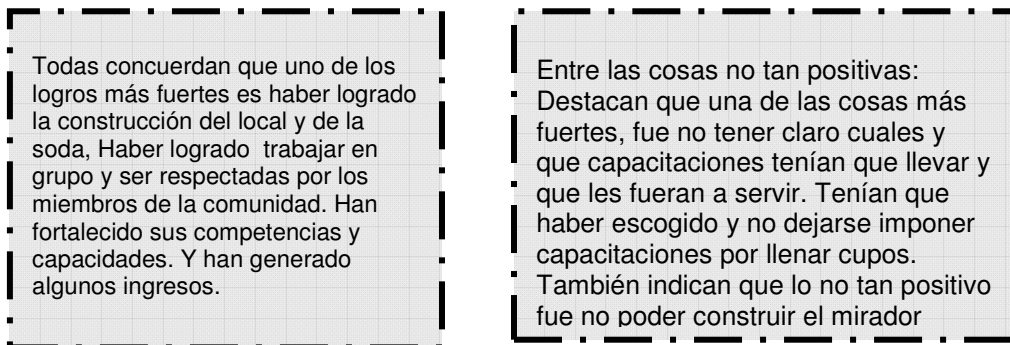 Todas concuerdan que uno de los
logros más fuertes es haber logrado
la construcción del local y de la
soda, Haber logrado  trabajar en
grupo y ser respectadas por los
miembros de la comunidad. Han
fortalecido sus competencias y
capacidades. Y han generado
algunos ingresos.
Entre las cosas no tan positivas:
Destacan que una de las cosas más
fuertes, fue no tener claro cuales y
que capacitaciones tenían que llevar y
que les fueran a servir. Tenían que
haber escogido y no dejarse imponer
capacitaciones por llenar cupos.
También indican que lo no tan positivo
fue no poder construir el mirador